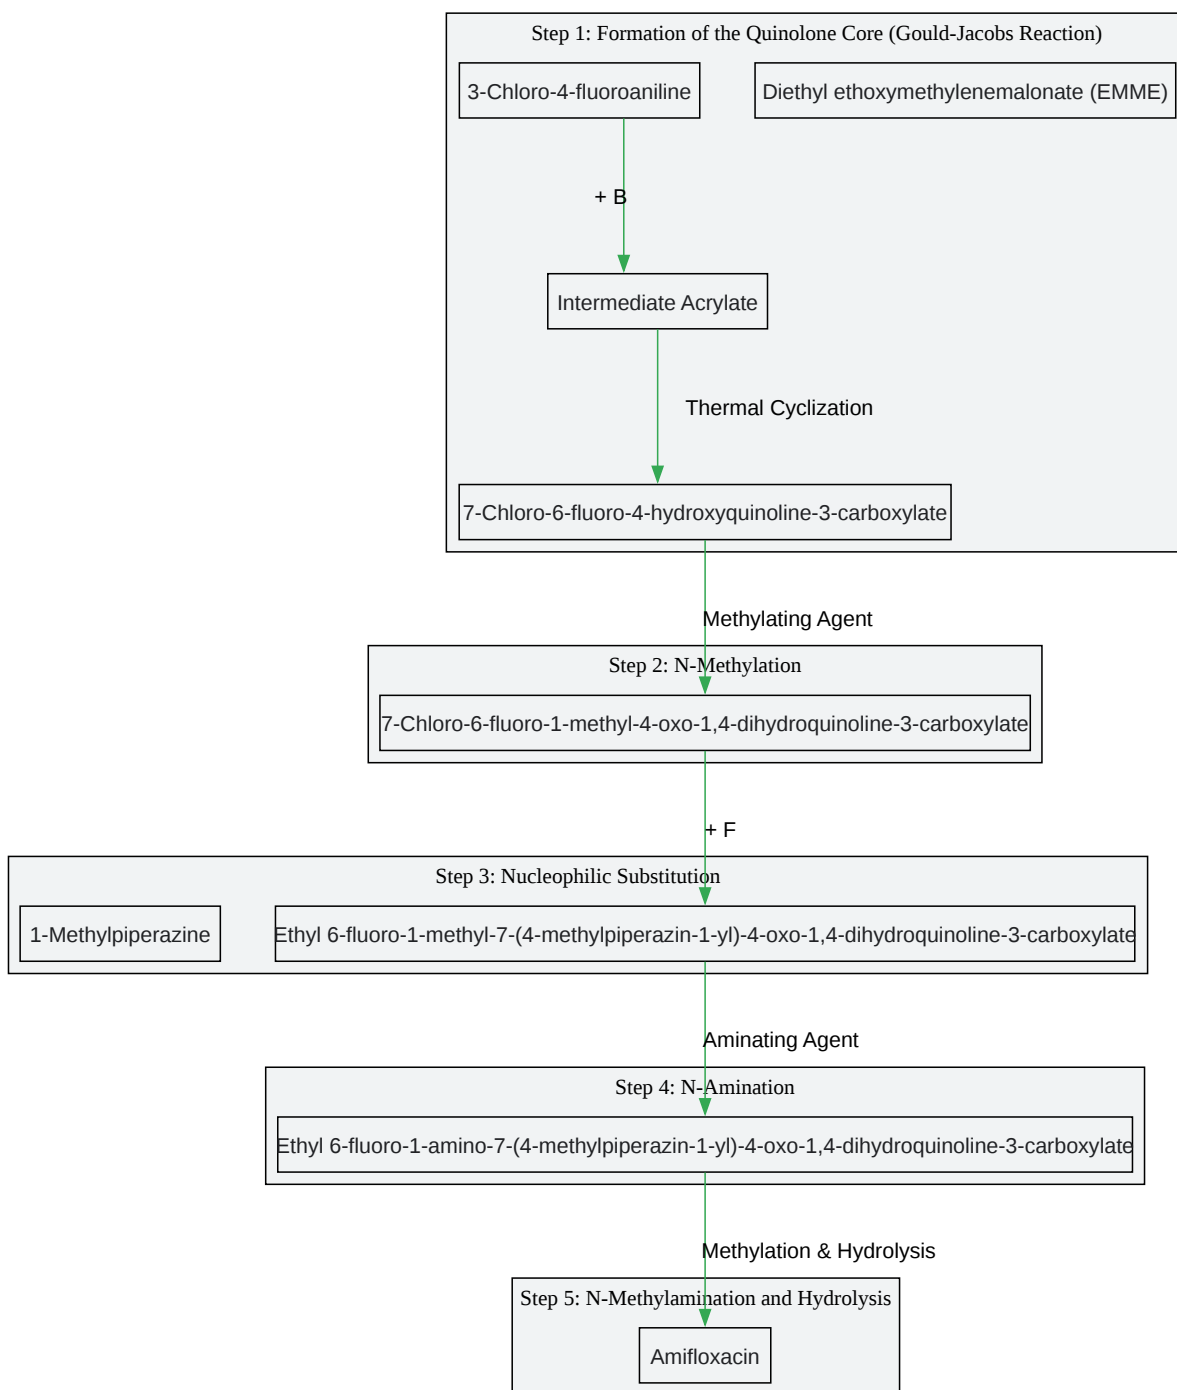 Step 1: Formation of the Quinolone Core (Gould-Jacobs Reaction)
3-Chloro-4-fluoroaniline
Diethyl ethoxymethylenemalonate (EMME)
+ B
Intermediate Acrylate
Thermal Cyclization
7-Chloro-6-fluoro-4-hydroxyquinoline-3-carboxylate
Methylating Agent
Step 2: N-Methylation
7-Chloro-6-fluoro-1-methyl-4-oxo-1,4-dihydroquinoline-3-carboxylate
+ F
Step 3: Nucleophilic Substitution
1-Methylpiperazine
Ethyl 6-fluoro-1-methyl-7-(4-methylpiperazin-1-yl)-4-oxo-1,4-dihydroquinoline-3-carboxylate
Aminating Agent
Step 4: N-Amination
Ethyl 6-fluoro-1-amino-7-(4-methylpiperazin-1-yl)-4-oxo-1,4-dihydroquinoline-3-carboxylate
Methylation & Hydrolysis
Step 5: N-Methylamination and Hydrolysis
Amifloxacin